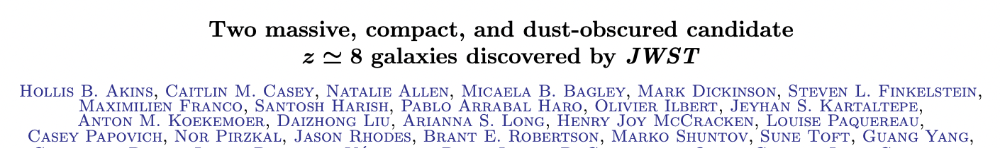 Two massive, compact, and dust-obscured candidate
z ≃ 8 galaxies discovered by JWST
Hollis B. Akins, Caitlin M. Casey, Natalie Allen, Micaela B. Bagley, Mark Dickinson, Steven L. Finkelstein,
Maximilien Franco, Santosh Harish, Pablo Arrabal Haro, Olivier Ilbert, Jeyhan S. Kartaltepe,
Anton M. Koekemoer, Daizhong Liu, Arianna S. Long, Henry Joy McCracken, Louise Paquereau,
Casey Papovich, Nor Pirzkal, Jason Rhodes, Brant E. Robertson, Marko Shuntov, Sune Toft, Guang Yang,